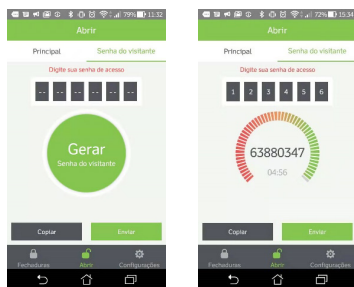 79% 11:32
Abrir
Principal Senha do visitante
Digite sua senha de acesso
-- -- -- -- -- --
Gerar
Senha do visitante
Copiar Enviar
Fechaduras Abrir Configurações
72% 15:34
Abrir
Principal Senha do visitante
Digite sua senha de acesso
1 2 3 4 5 6
63880347
04:56
Copiar Enviar
Fechaduras Abrir Configurações